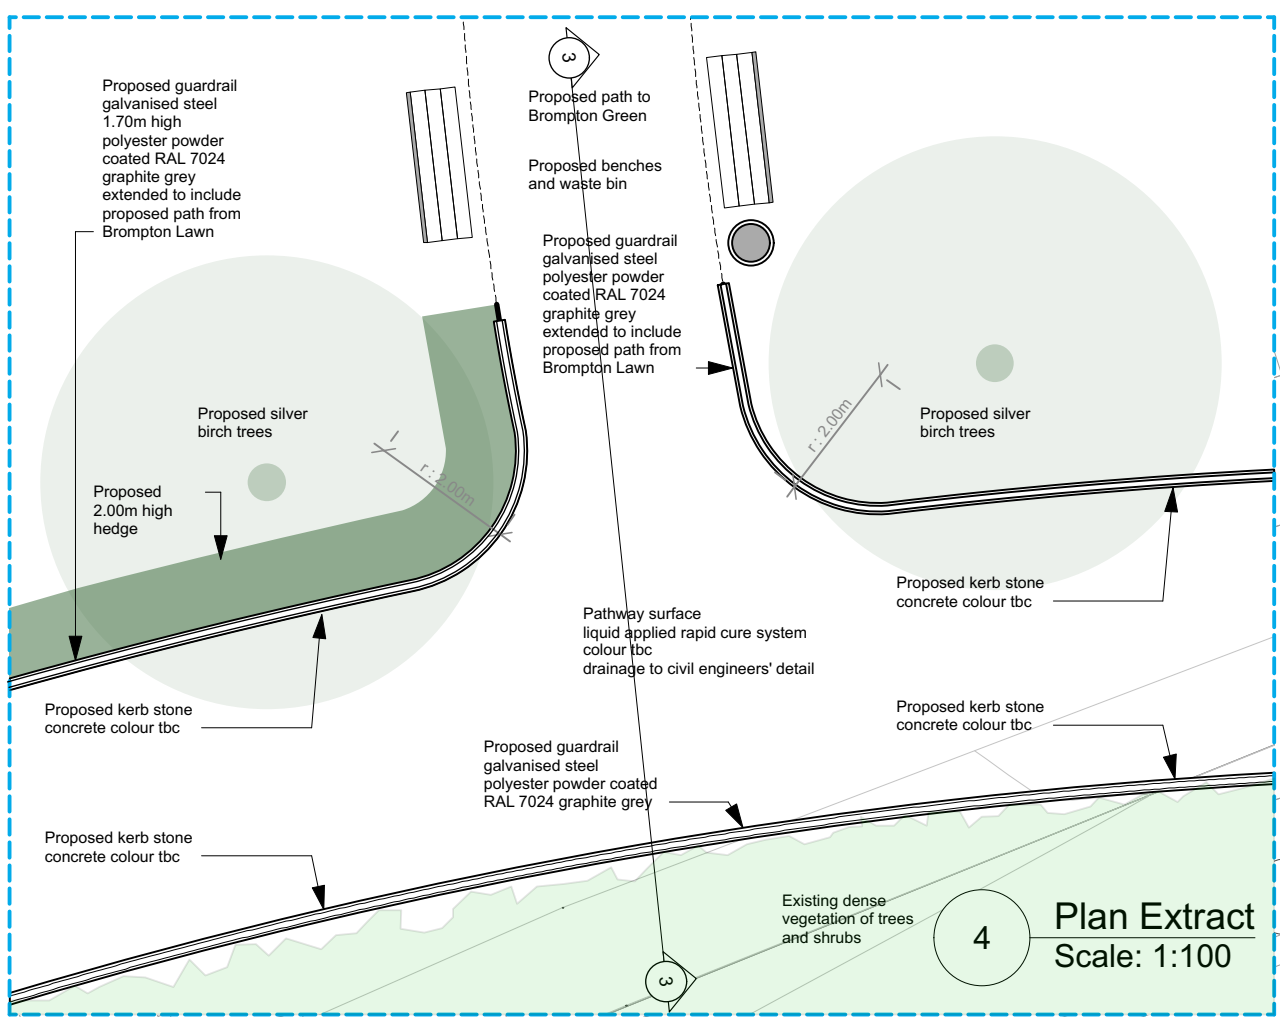 3
Proposed guardrail
galvanised steel
1.70m high
polyester powder
coated RAL 7024
graphite grey
extended to include
proposed path from
Brompton Lawn
Proposed path to
Brompton Green
Proposed benches
and waste bin
Proposed guardrail
galvanised steel
polyester powder
coated RAL 7024
graphite grey
extended to include
proposed path from
Brompton Lawn
Proposed silver
birch trees
r : 2.00m
r : 2.00m
Proposed silver
birch trees
Proposed
2.00m high
hedge
Proposed kerb stone
concrete colour tbc
Pathway surface
liquid applied rapid cure system
colour tbc
drainage to civil engineers' detail
Proposed kerb stone
concrete colour tbc
Proposed kerb stone
concrete colour tbc
Proposed guardrail
galvanised steel
polyester powder coated
RAL 7024 graphite grey
Proposed kerb stone
concrete colour tbc
Existing dense
vegetation of trees
and shrubs
4
Plan Extract
Scale: 1:100
3